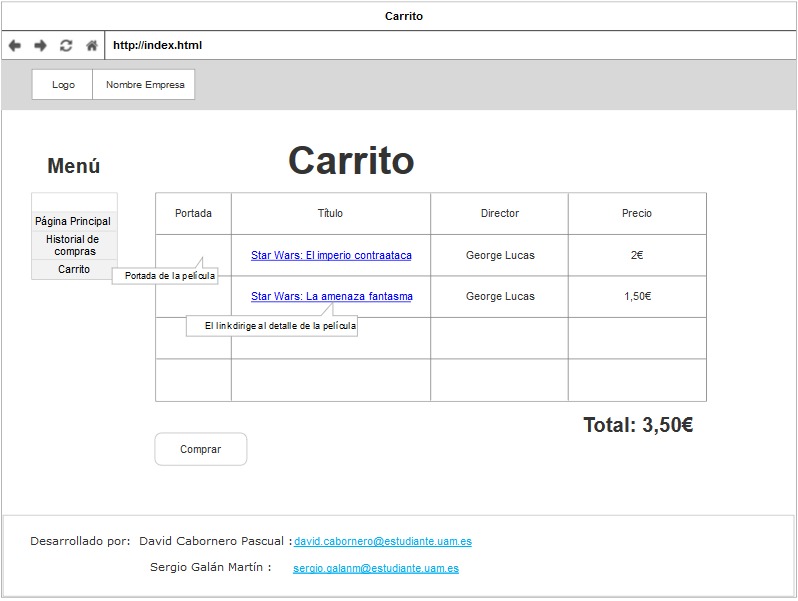 Carrito
http://index.html
Logo Nombre Empresa
Menú
Página Principal
Historial de
compras
Carrito
Carrito
Portada Título Director Precio
Star Wars: El imperio contraataca George Lucas 2€
Portada de la película
Star Wars: La amenaza fantasma George Lucas 1,50€
El link dirige al detalle de la película
Total: 3,50€
Comprar
Desarrollado por: David Cabornero Pascual : david.cabornero@estudiante.uam.es
Sergio Galán Martín : sergio.galanm@estudiante.uam.es